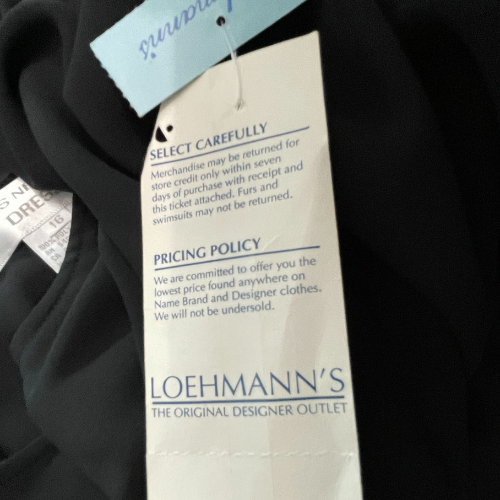 mann's
SELECT CAREFULLY
Merchandise may be returned for
store credit only within seven
days of purchase with receipt and
this ticket attached. Furs and
swimsuits may not be returned.
PRICING POLICY
We are committed to offer you the
lowest price found anywhere on
Name Brand and Designer clothes.
We will not be undersold.
LOEHMANN'S
THE ORIGINAL DESIGNER OUTLET
DRES
16